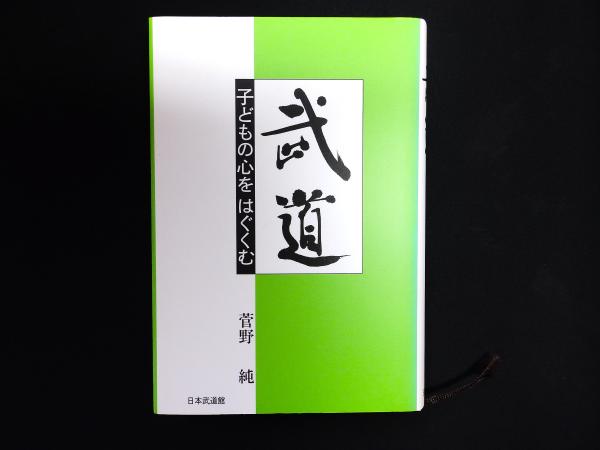 武道
子どもの心を はぐくむ
菅野 純
日本武道館